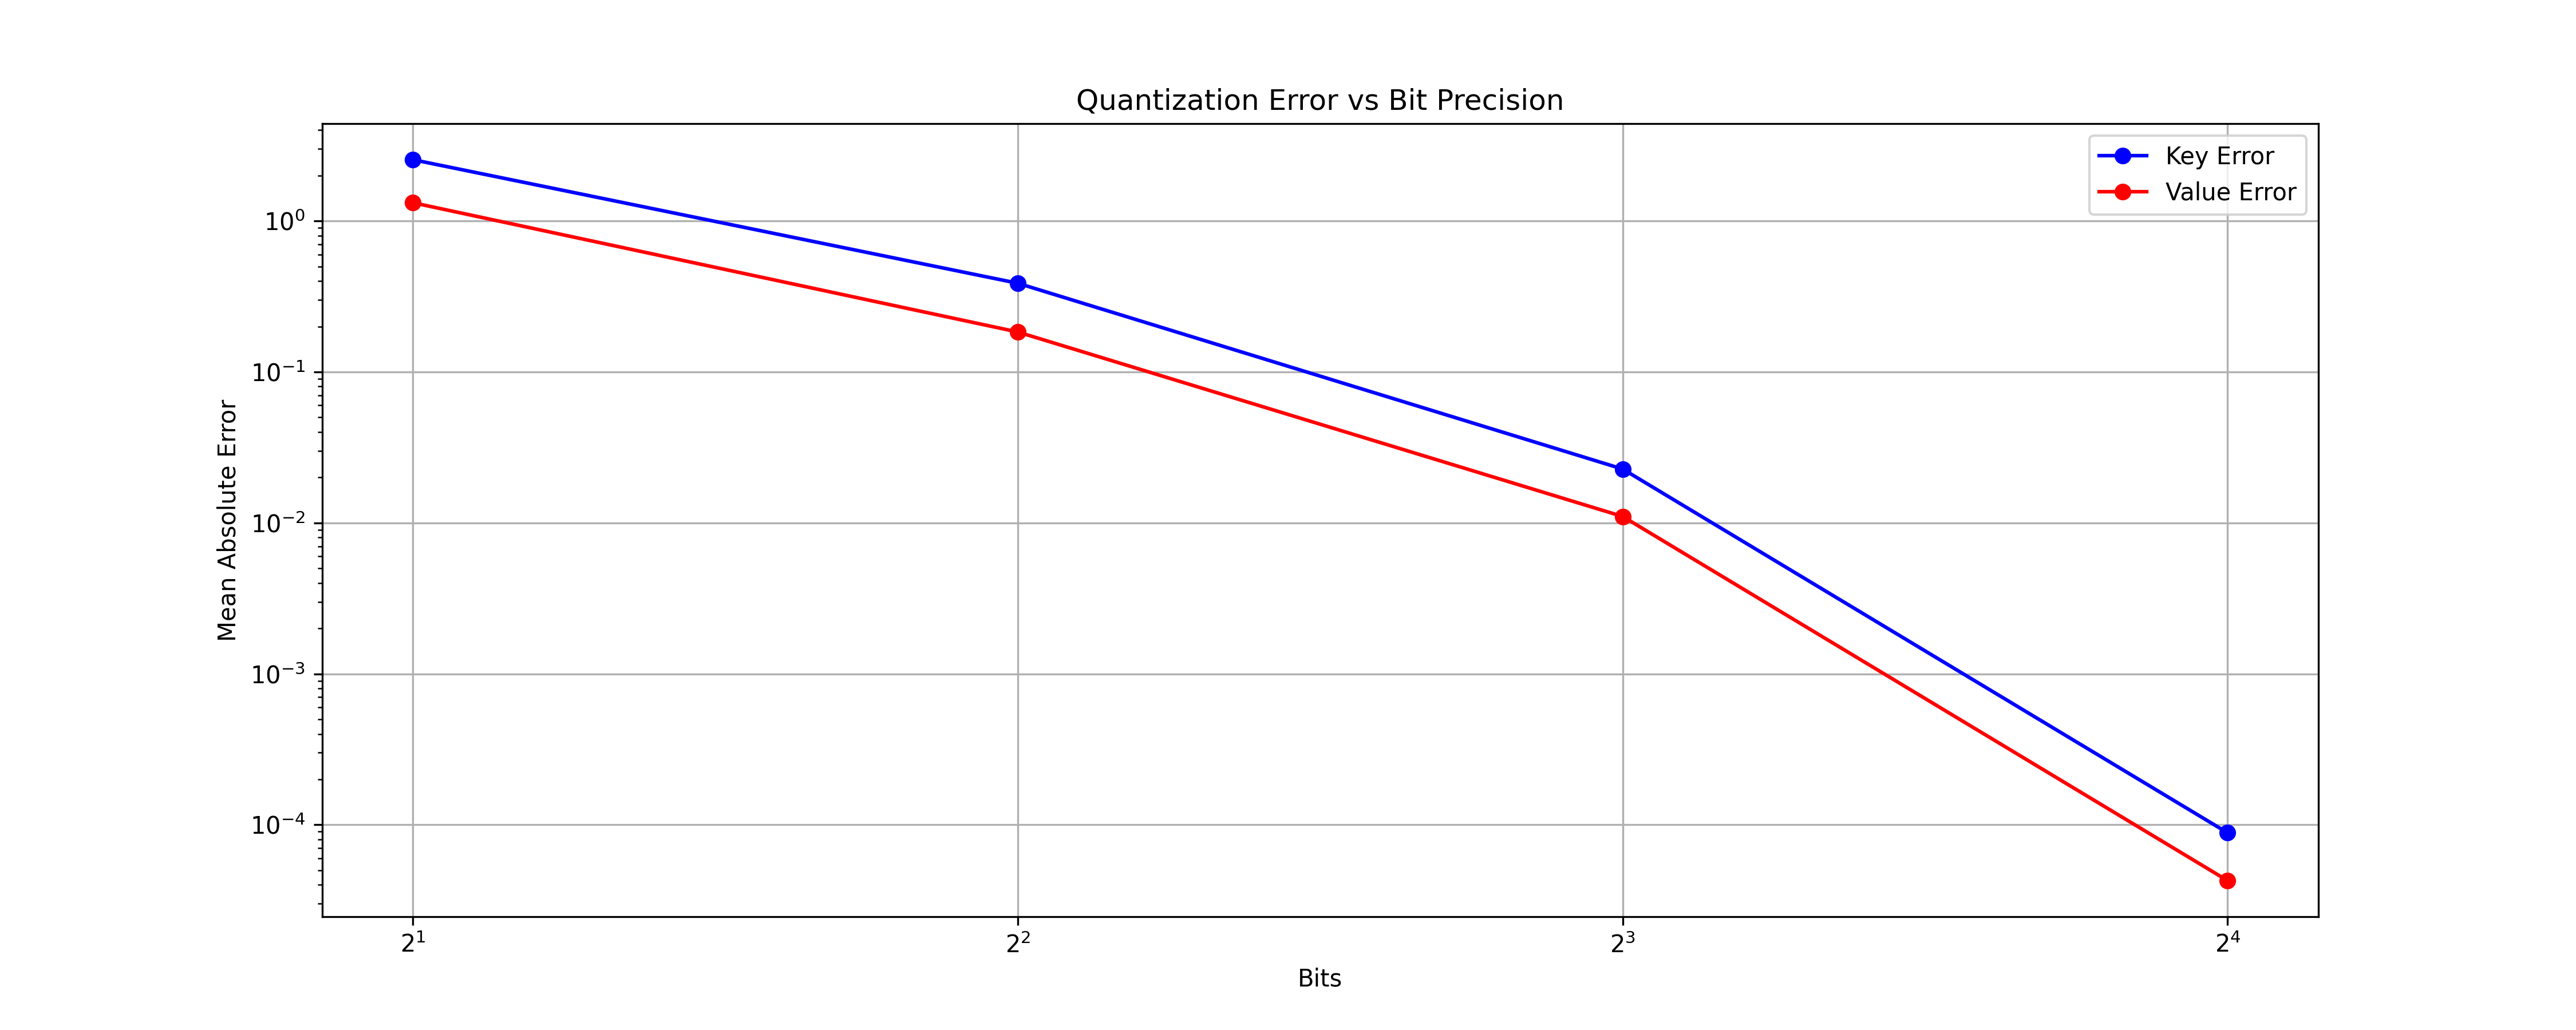 Quantization Error vs Bit Precision
Key Error
Value Error
Mean Absolute Error
10⁰
10⁻¹
10⁻²
10⁻³
10⁻⁴
2¹ 2² 2³ 2⁴
Bits